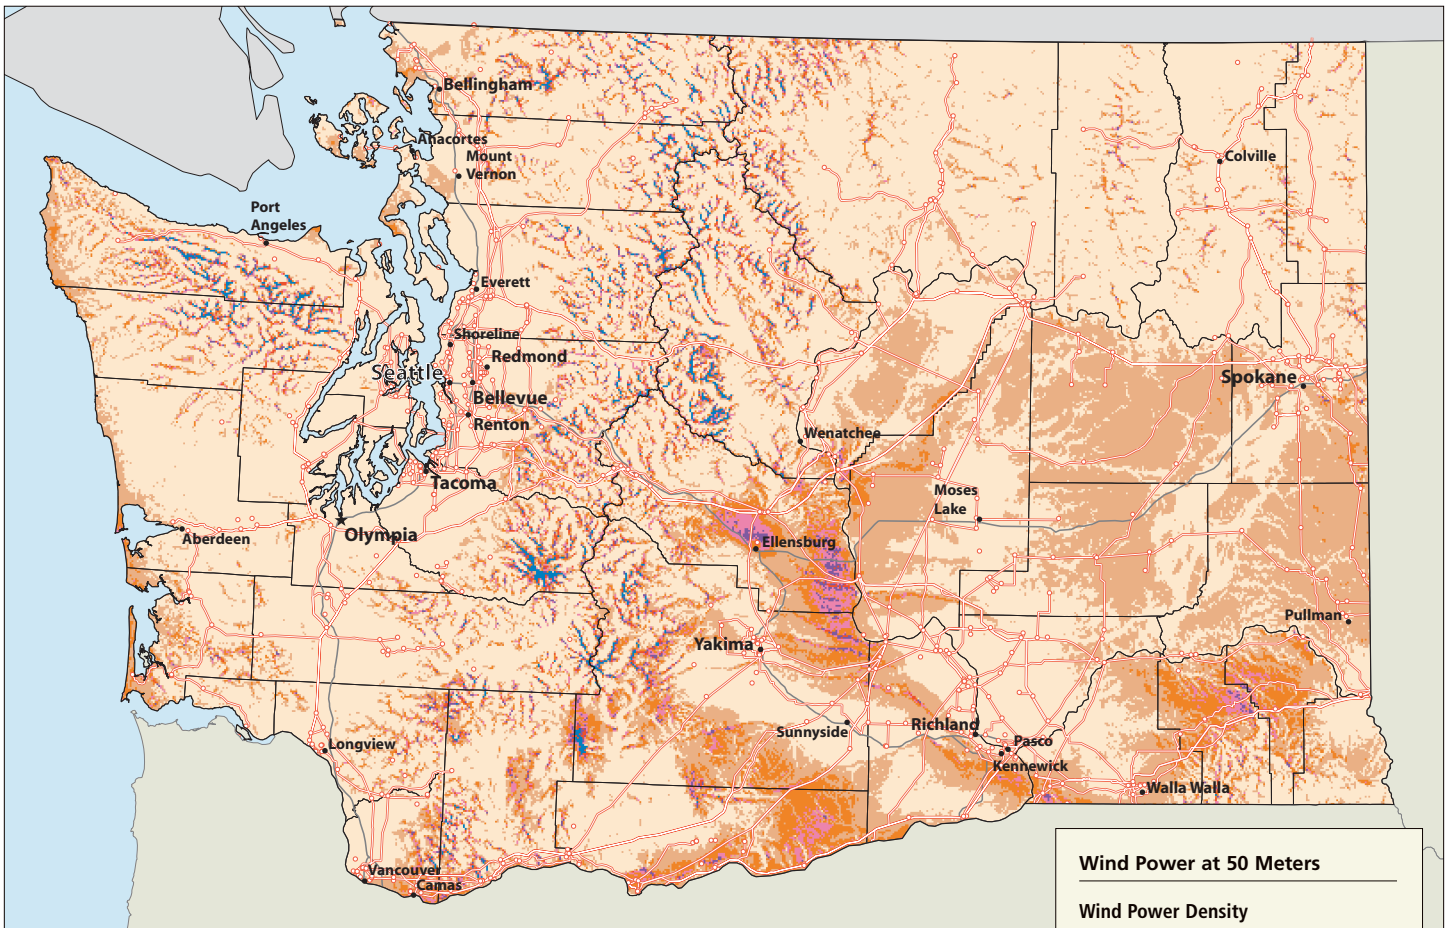 Bellingham
Anacortes
Mount
Vernon
Colville
Port
Angeles
Everett
Shoreline
Redmond
Seattle
Bellevue
Renton
Spokane
Wenatchee
Tacoma
Moses
Lake
Olympia
Aberdeen
Ellensburg
Pullman
Yakima
Sunnyside
Richland
Pasco
Kennewick
Longview
Walla Walla
Vancouver
Camas
Wind Power at 50 Meters
Wind Power Density